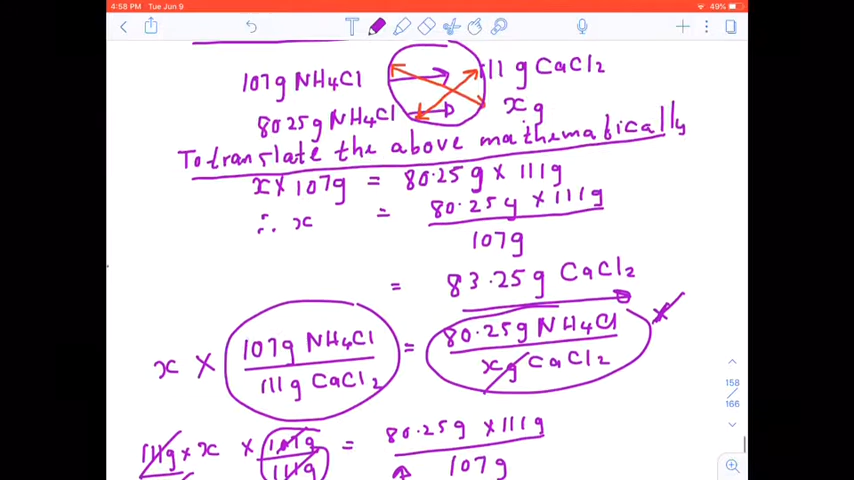 4:58 PM Tue Jun 9
49%
107g NH4Cl 111 g CaCl2
80.25g NH4Cl x g
To translate the above mathematically
x x 107g = 80.25 g x 111g
∴ x = 80.25 g x 111g
107g
= 83.25g CaCl2
x x 107g NH4Cl = 80.25g NH4Cl x
111g CaCl2 xg CaCl2
158
166
111g x x x 107g = 80.25g x 111g
111g 107g